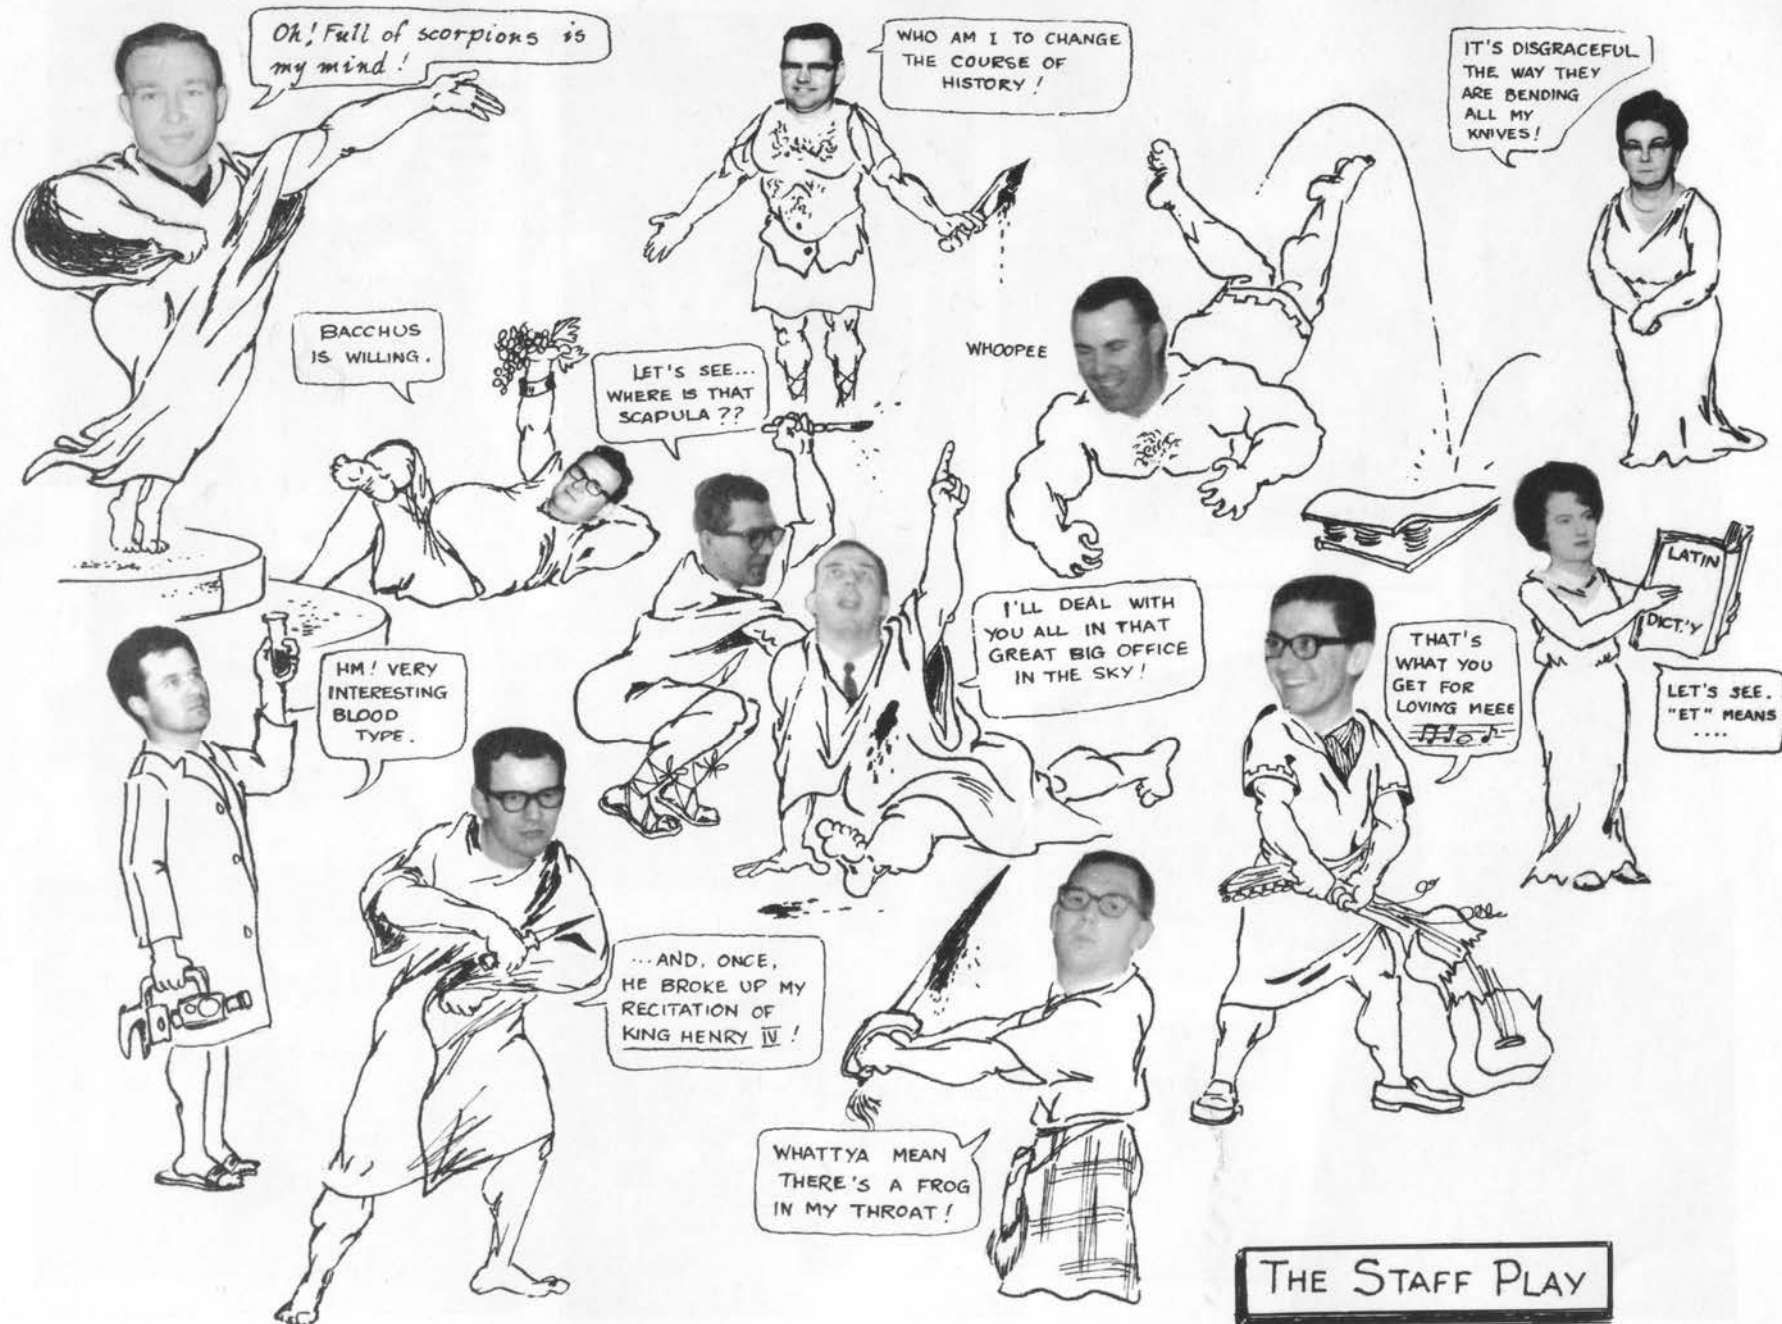 Oh! Full of scorpions is
my mind!
WHO AM I TO CHANGE
THE COURSE OF
HISTORY!
IT'S DISGRACEFUL
THE WAY THEY
ARE BENDING
ALL MY
KNIVES!
BACCHUS
IS WILLING.
LET'S SEE...
WHERE IS THAT
SCAPULA??
WHOOPEE
LATIN
DICT.'Y
I'LL DEAL WITH
YOU ALL IN THAT
GREAT BIG OFFICE
IN THE SKY!
THAT'S
WHAT YOU
GET FOR
LOVING MEEE
LET'S SEE.
"ET" MEANS
....
HM! VERY
INTERESTING
BLOOD
TYPE.
...AND, ONCE,
HE BROKE UP MY
RECITATION OF
KING HENRY IV!
WHATTYA MEAN
THERE'S A FROG
IN MY THROAT!
THE STAFF PLAY